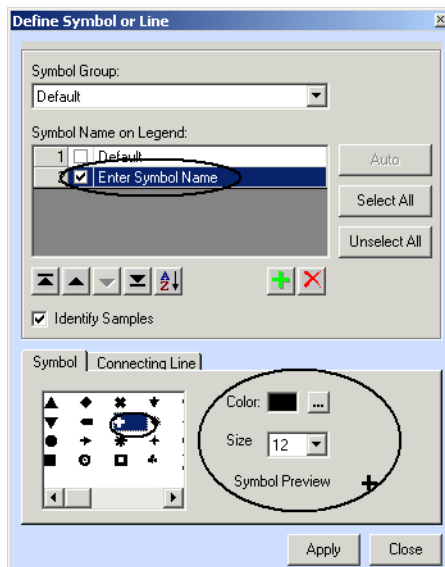 Define Symbol or Line
Symbol Group:
Default
Symbol Name on Legend:
1 Default
2 Enter Symbol Name
Auto
Select All
Unselect All
A
Z
Identify Samples
Symbol
Connecting Line
Color:
...
Size
12
Symbol Preview
Apply
Close